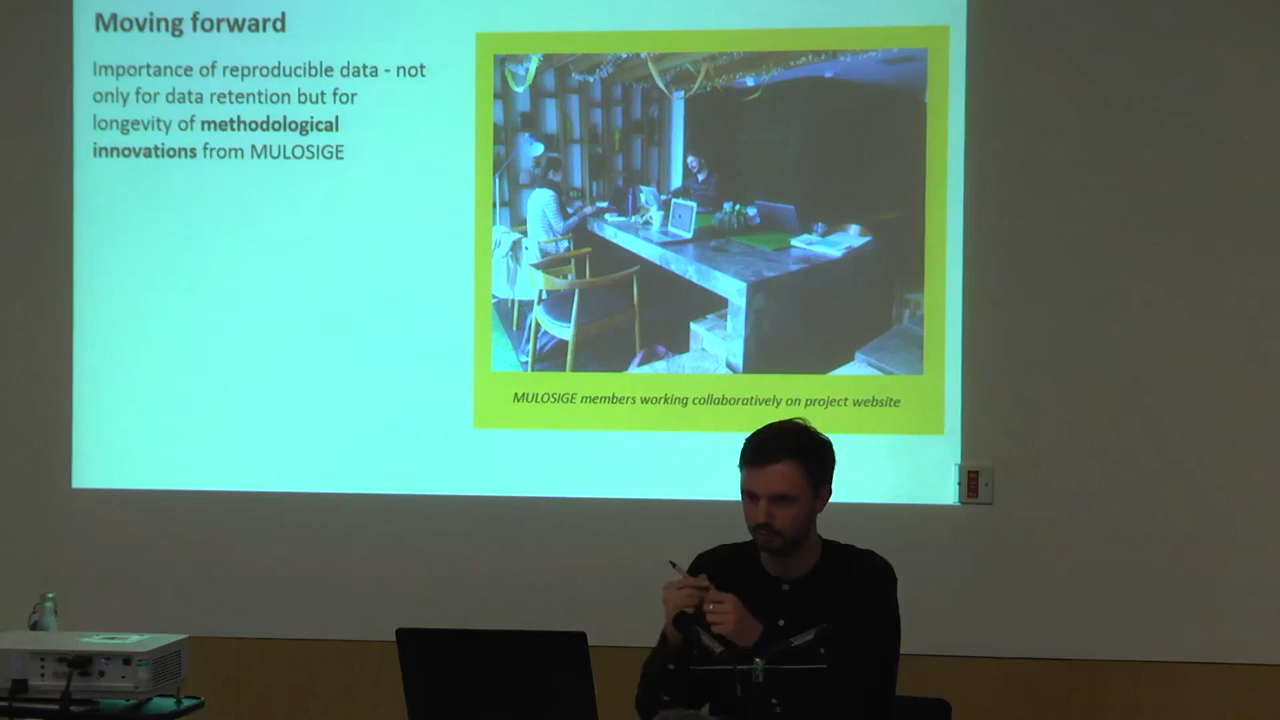 Moving forward
Importance of reproducible data - not
only for data retention but for
longevity of methodological
innovations from MULOSIGE
MULOSIGE members working collaboratively on project website